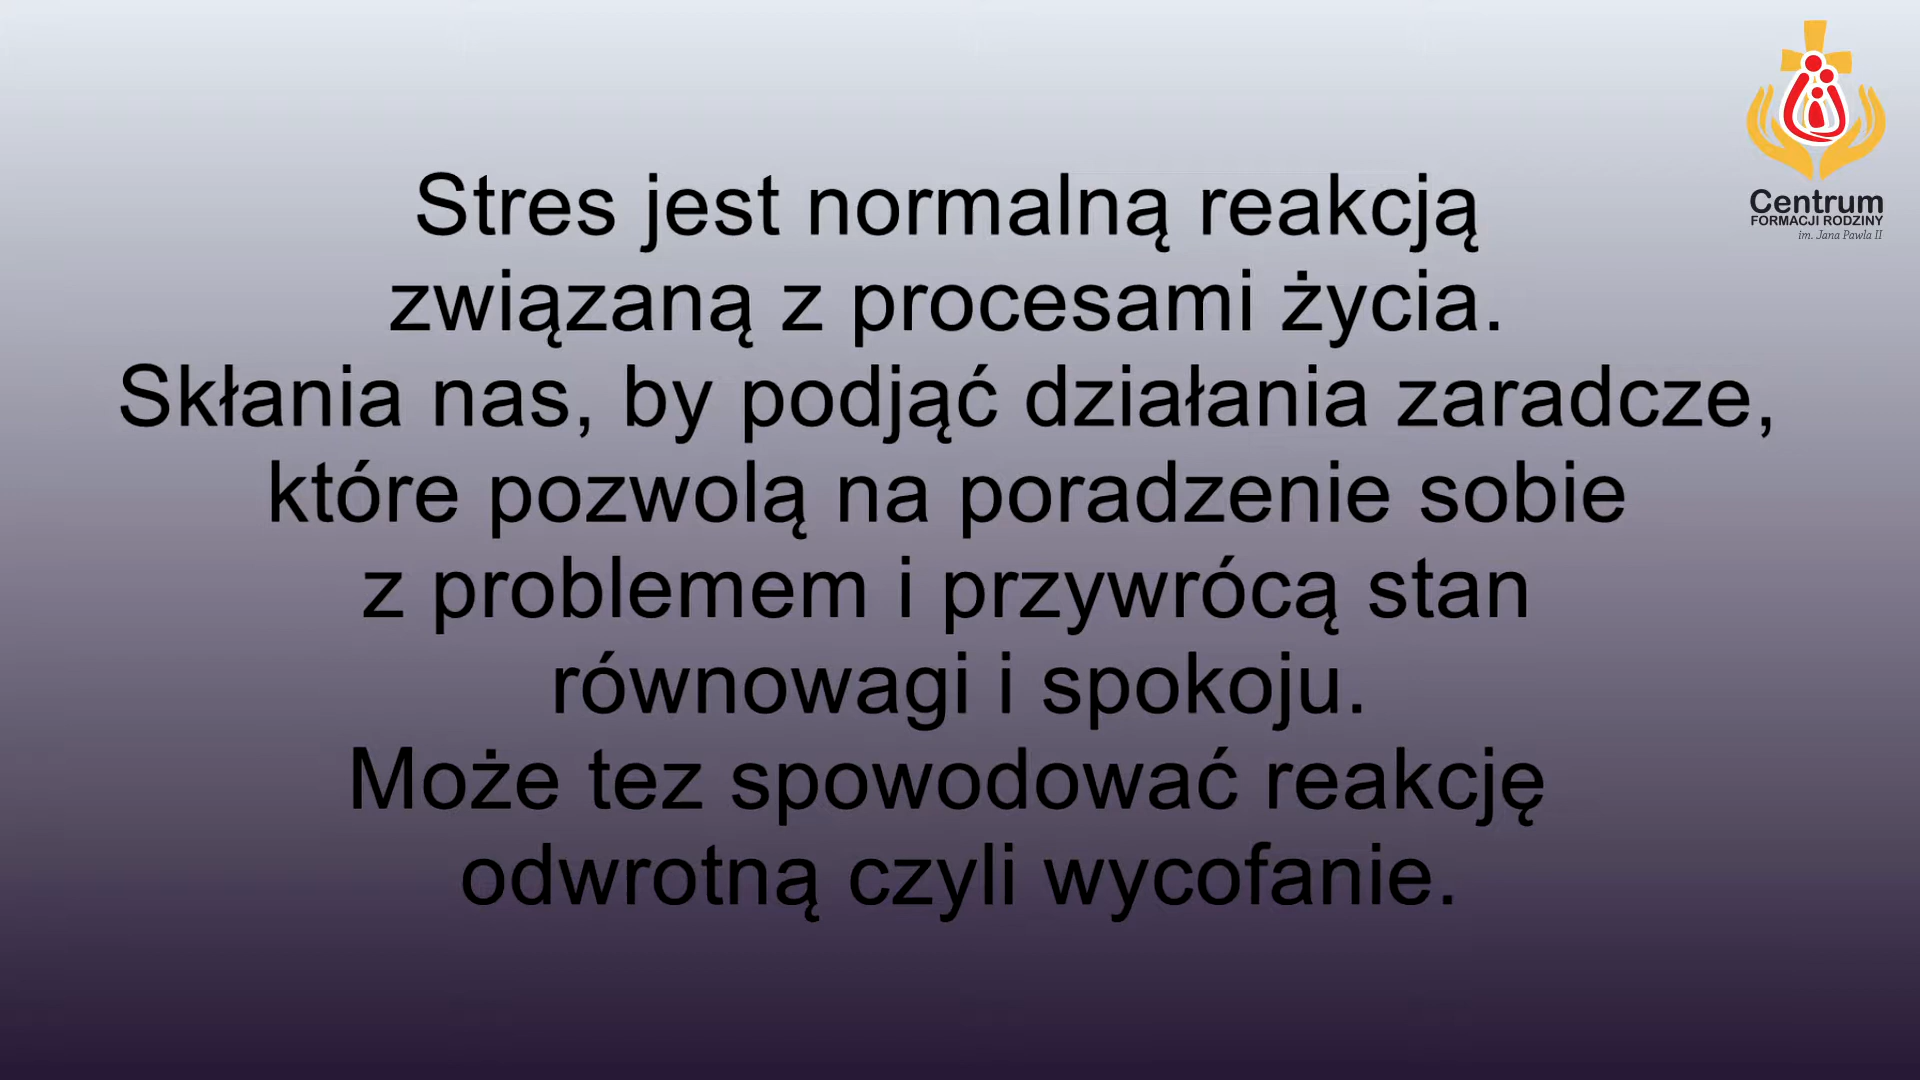 Centrum
FORMACJI RODZINY
im. Jana Pawła II
Stres jest normalną reakcją
związaną z procesami życia.
Skłania nas, by podjąć działania zaradcze,
które pozwolą na poradzenie sobie
z problemem i przywrócą stan
równowagi i spokoju.
Może tez spowodować reakcję
odwrotną czyli wycofanie.